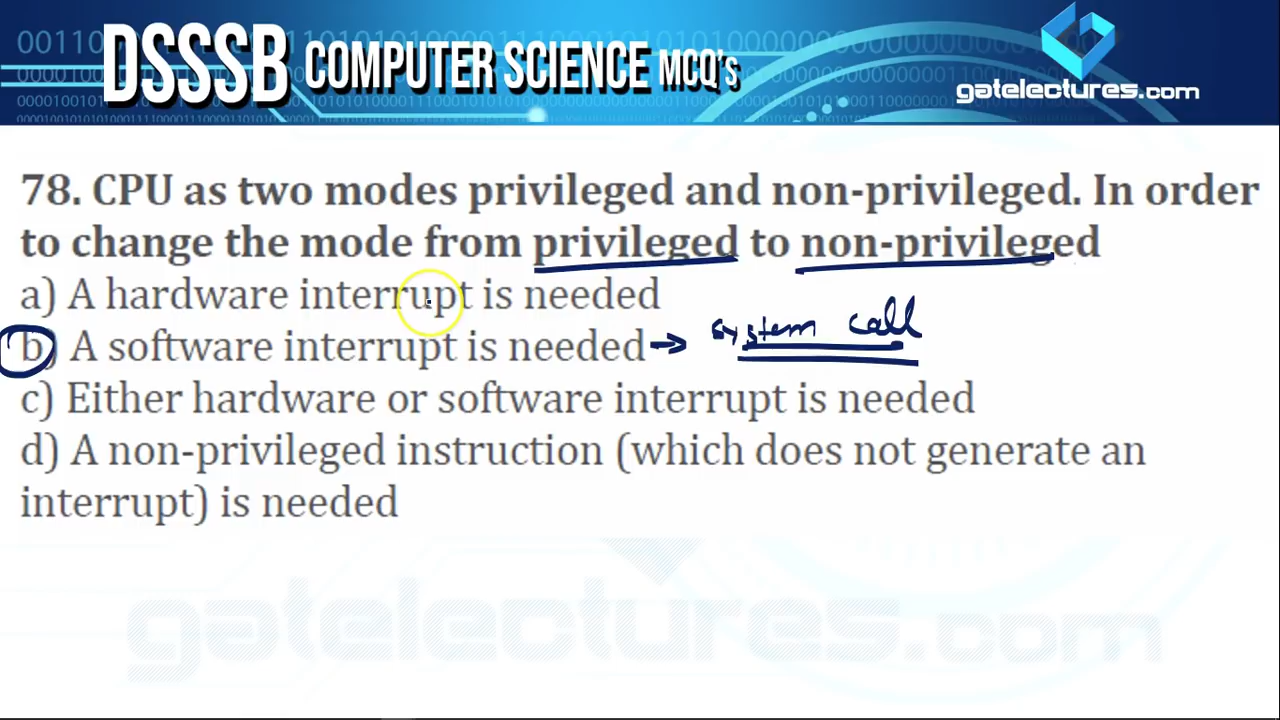 DSSSB COMPUTER SCIENCE MCQ's
gatelectures.com
78. CPU as two modes privileged and non-privileged. In order
to change the mode from privileged to non-privileged
a) A hardware interrupt is needed
b) A software interrupt is needed → system call
c) Either hardware or software interrupt is needed
d) A non-privileged instruction (which does not generate an
interrupt) is needed
gatelectures.com